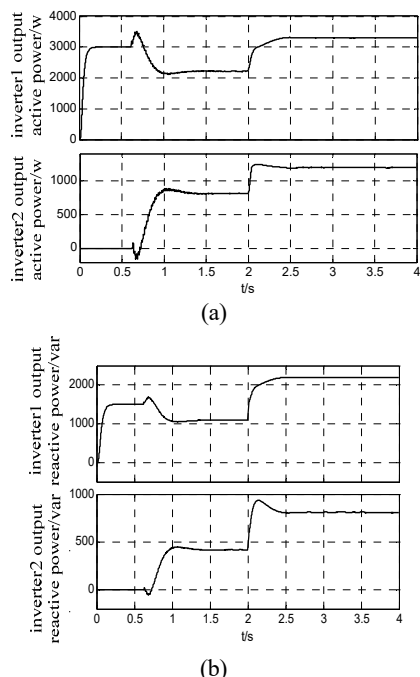 inverter1 output
active power/w
4000
3000
2000
1000
0
inverter2 output
active power/w
1000
500
0
0 0.5 1 1.5 2 2.5 3 3.5 4
t/s
(a)
inverter1 output
reactive power/var
2000
1000
0
inverter2 output
reactive power/var
1000
500
0
0 0.5 1 1.5 2 2.5 3 3.5 4
t/s
(b)